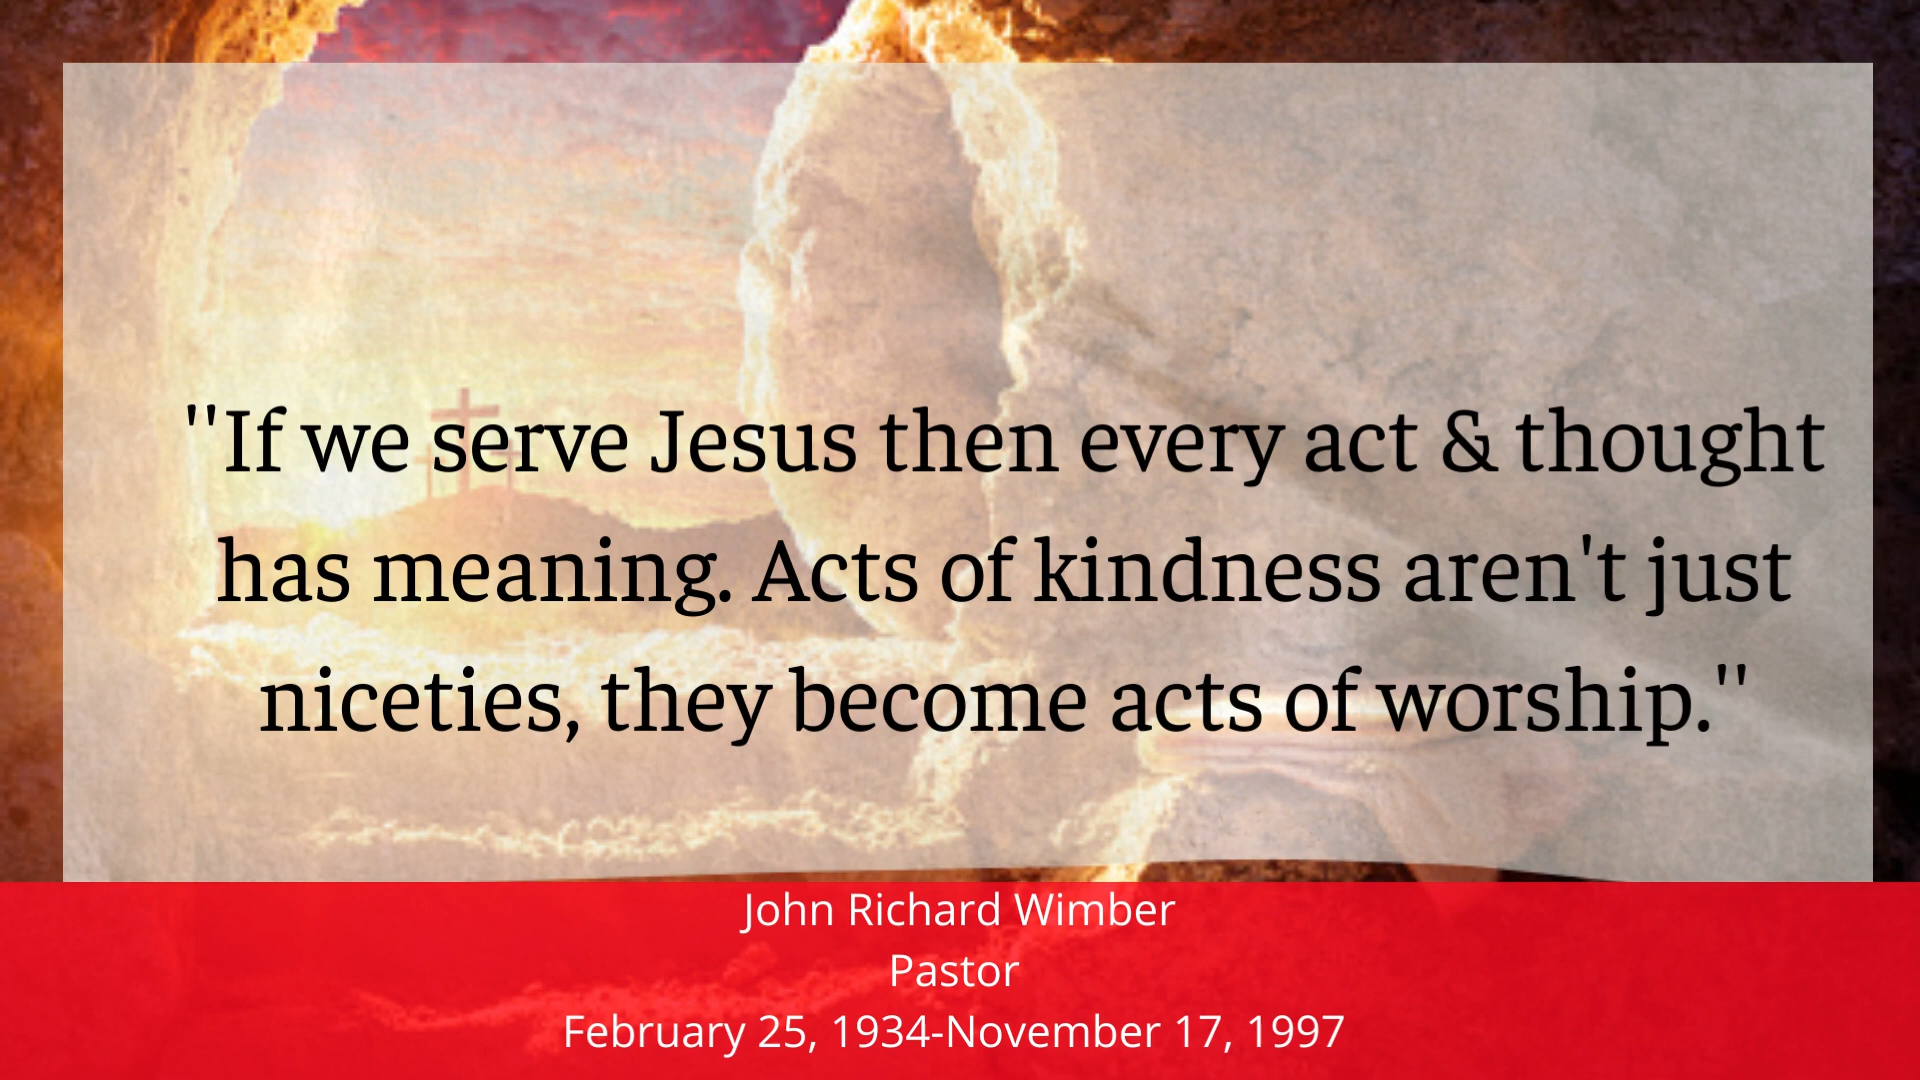 "If we serve Jesus then every act & thought
has meaning. Acts of kindness aren't just
niceties, they become acts of worship."
John Richard Wimber
Pastor
February 25, 1934-November 17, 1997